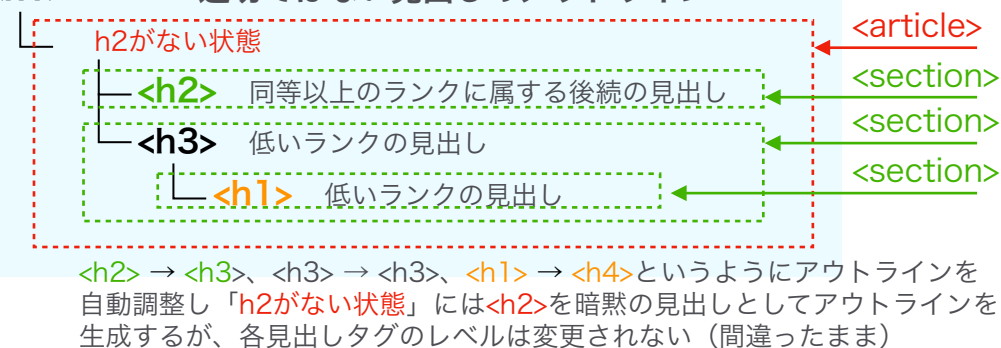 <article>
h2がない状態
<h2> 同等以上のランクに属する後続の見出し
<section>
<h3> 低いランクの見出し
<section>
<h1> 低いランクの見出し
<section>
<h2> → <h3>、<h3> → <h3>、<h1> → <h4>というようにアウトラインを
自動調整し「h2がない状態」には<h2>を暗黙の見出しとしてアウトラインを
生成するが、各見出しタグのレベルは変更されない（間違ったまま）